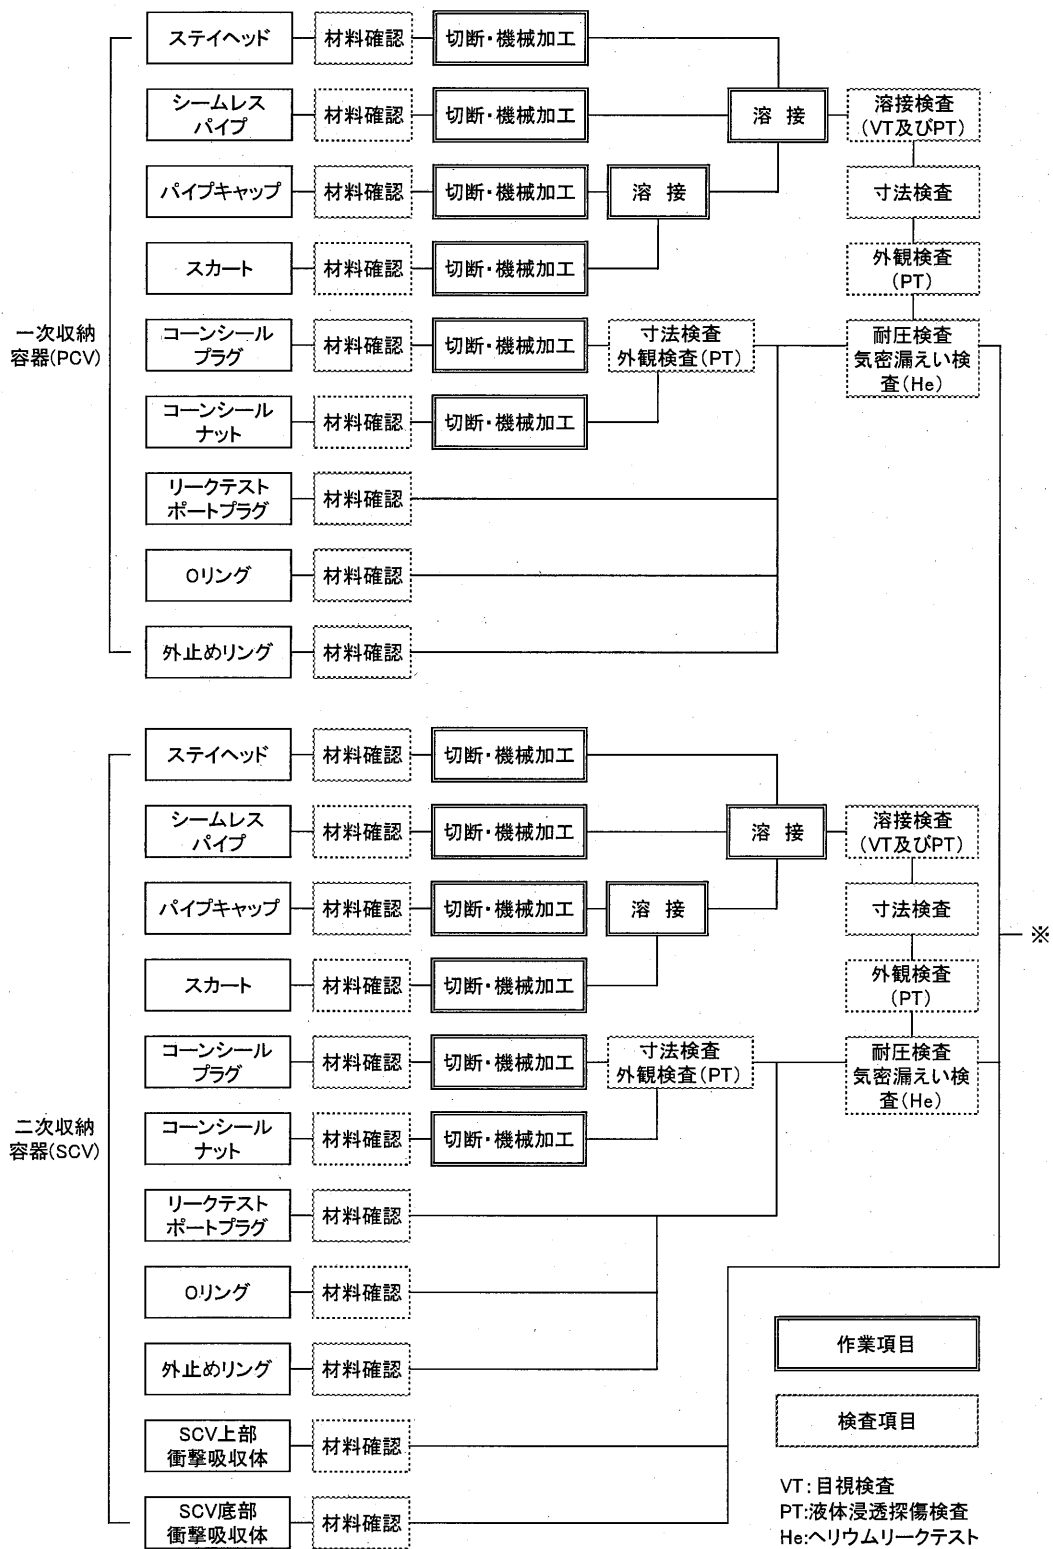 ステイヘッド 材料確認 切断・機械加工
シームレス
パイプ
材料確認 切断・機械加工 溶 接
溶接検査
(VT及びPT)
パイプキャップ 材料確認 切断・機械加工 溶 接 寸法検査
スカート 材料確認 切断・機械加工
外観検査
(PT)
一次収納
容器(PCV)
コーンシール
プラグ
材料確認 切断・機械加工
寸法検査
外観検査(PT)
耐圧検査
気密漏えい検
査(He)
コーンシール
ナット
材料確認 切断・機械加工
リークテスト
ポートプラグ
材料確認
Oリング 材料確認
外止めリング 材料確認
ステイヘッド 材料確認 切断・機械加工
シームレス
パイプ
材料確認 切断・機械加工 溶 接
溶接検査
(VT及びPT)
パイプキャップ 材料確認 切断・機械加工 溶 接 寸法検査
※
スカート 材料確認 切断・機械加工
外観検査
(PT)
コーンシール
プラグ
材料確認 切断・機械加工
寸法検査
外観検査(PT)
耐圧検査
気密漏えい検
査(He)
二次収納
容器(SCV)
コーンシール
ナット
材料確認 切断・機械加工
リークテスト
ポートプラグ
材料確認
Oリング 材料確認
外止めリング 材料確認
SCV上部
衝撃吸収体
材料確認
SCV底部
衝撃吸収体
材料確認
作業項目
検査項目
VT:目視検査
PT:液体浸透探傷検査
He:ヘリウムリークテスト